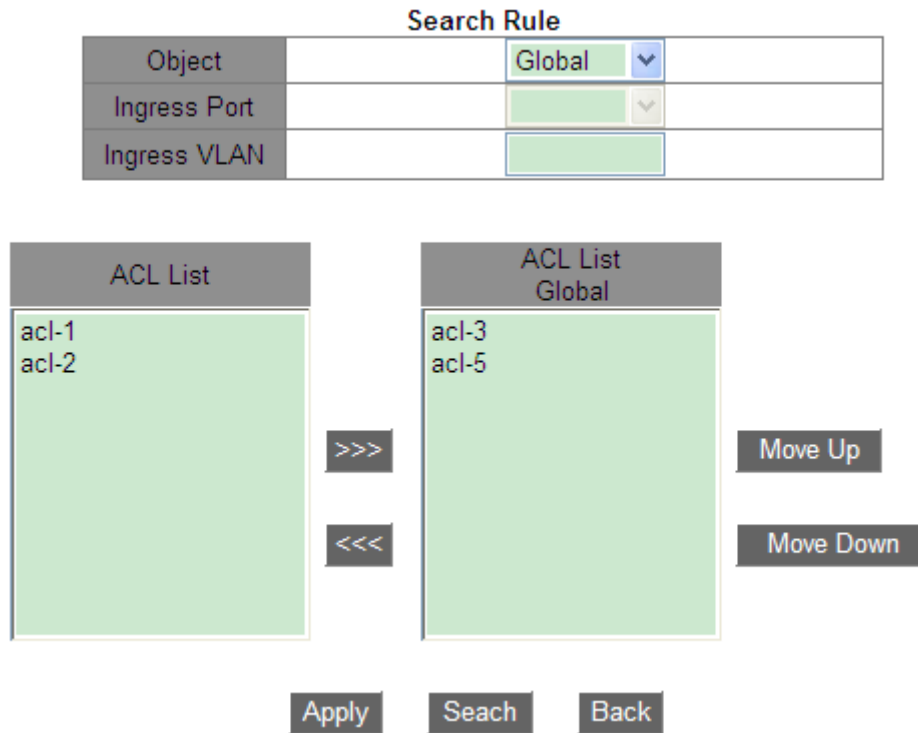 Search Rule
Object Global
Ingress Port
Ingress VLAN
ACL List
acl-1
acl-2
>>>
<<<
ACL List
Global
acl-3
acl-5
Move Up
Move Down
Apply Seach Back